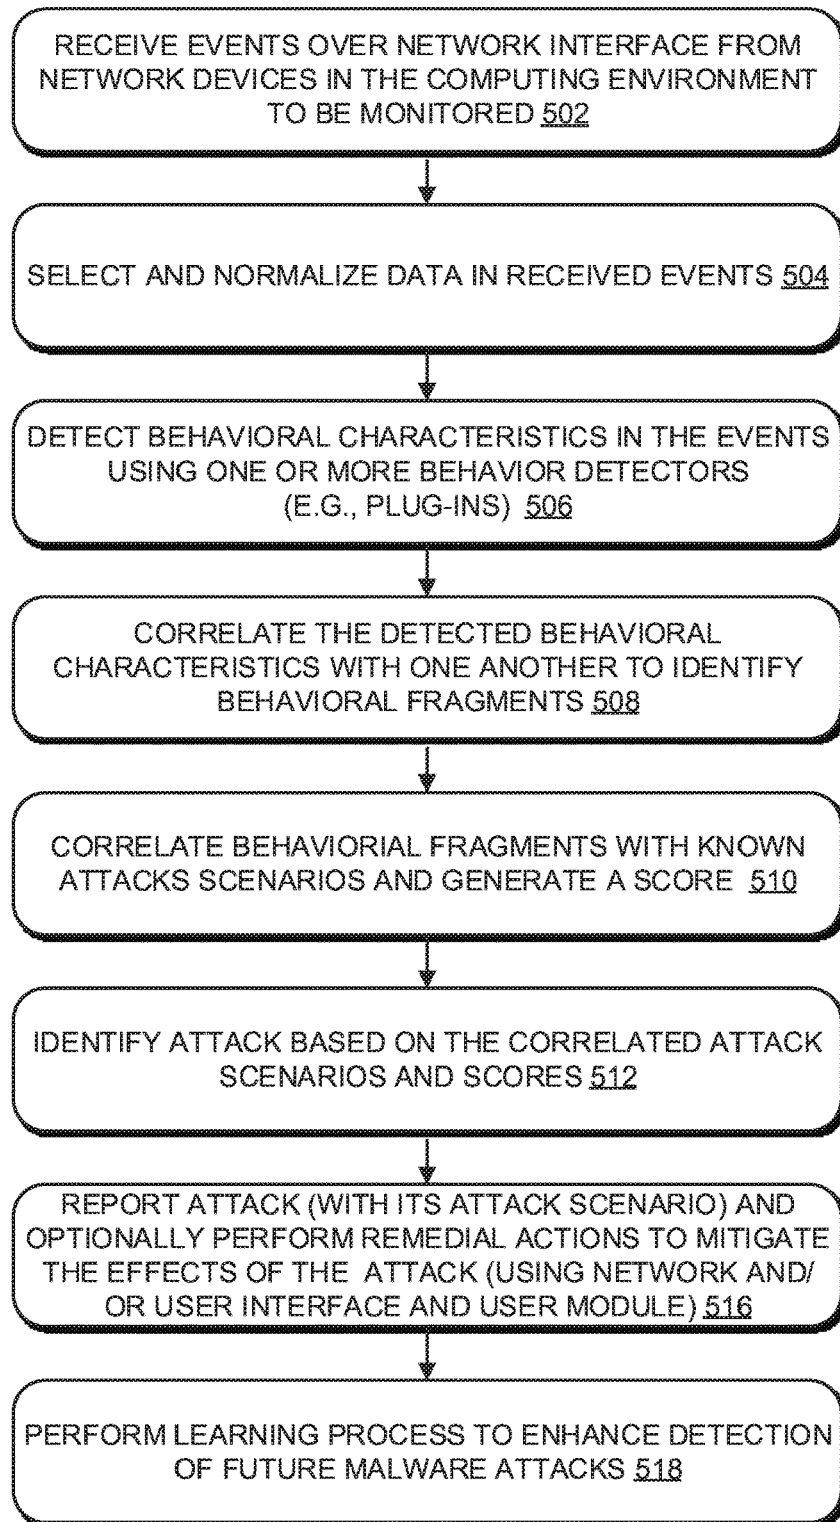 RECEIVE EVENTS OVER NETWORK INTERFACE FROM
NETWORK DEVICES IN THE COMPUTING ENVIRONMENT
TO BE MONITORED 502
SELECT AND NORMALIZE DATA IN RECEIVED EVENTS 504
DETECT BEHAVIORAL CHARACTERISTICS IN THE EVENTS
USING ONE OR MORE BEHAVIOR DETECTORS
(E.G., PLUG-INS) 506
CORRELATE THE DETECTED BEHAVIORAL
CHARACTERISTICS WITH ONE ANOTHER TO IDENTIFY
BEHAVIORAL FRAGMENTS 508
CORRELATE BEHAVIORIAL FRAGMENTS WITH KNOWN
ATTACKS SCENARIOS AND GENERATE A SCORE 510
IDENTIFY ATTACK BASED ON THE CORRELATED ATTACK
SCENARIOS AND SCORES 512
REPORT ATTACK (WITH ITS ATTACK SCENARIO) AND
OPTIONALLY PERFORM REMEDIAL ACTIONS TO MITIGATE
THE EFFECTS OF THE ATTACK (USING NETWORK AND/
OR USER INTERFACE AND USER MODULE) 516
PERFORM LEARNING PROCESS TO ENHANCE DETECTION
OF FUTURE MALWARE ATTACKS 518